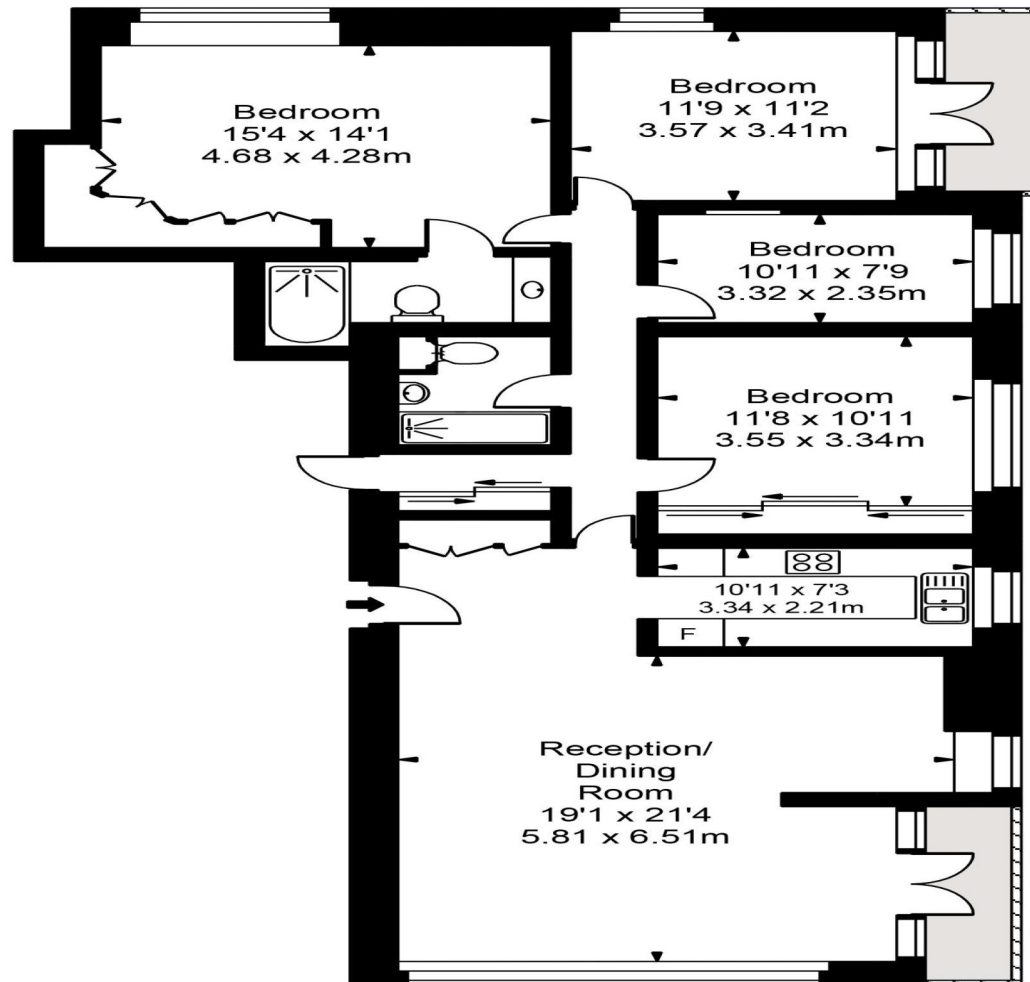 Bedroom
15'4 x 14'1
4.68 x 4.28m
Bedroom
11'9 x 11'2
3.57 x 3.41m
Bedroom
10'11 x 7'9
3.32 x 2.35m
Bedroom
11'8 x 10'11
3.55 x 3.34m
10'11 x 7'3
3.34 x 2.21m
F
Reception/
Dining
Room
19'1 x 21'4
5.81 x 6.51m